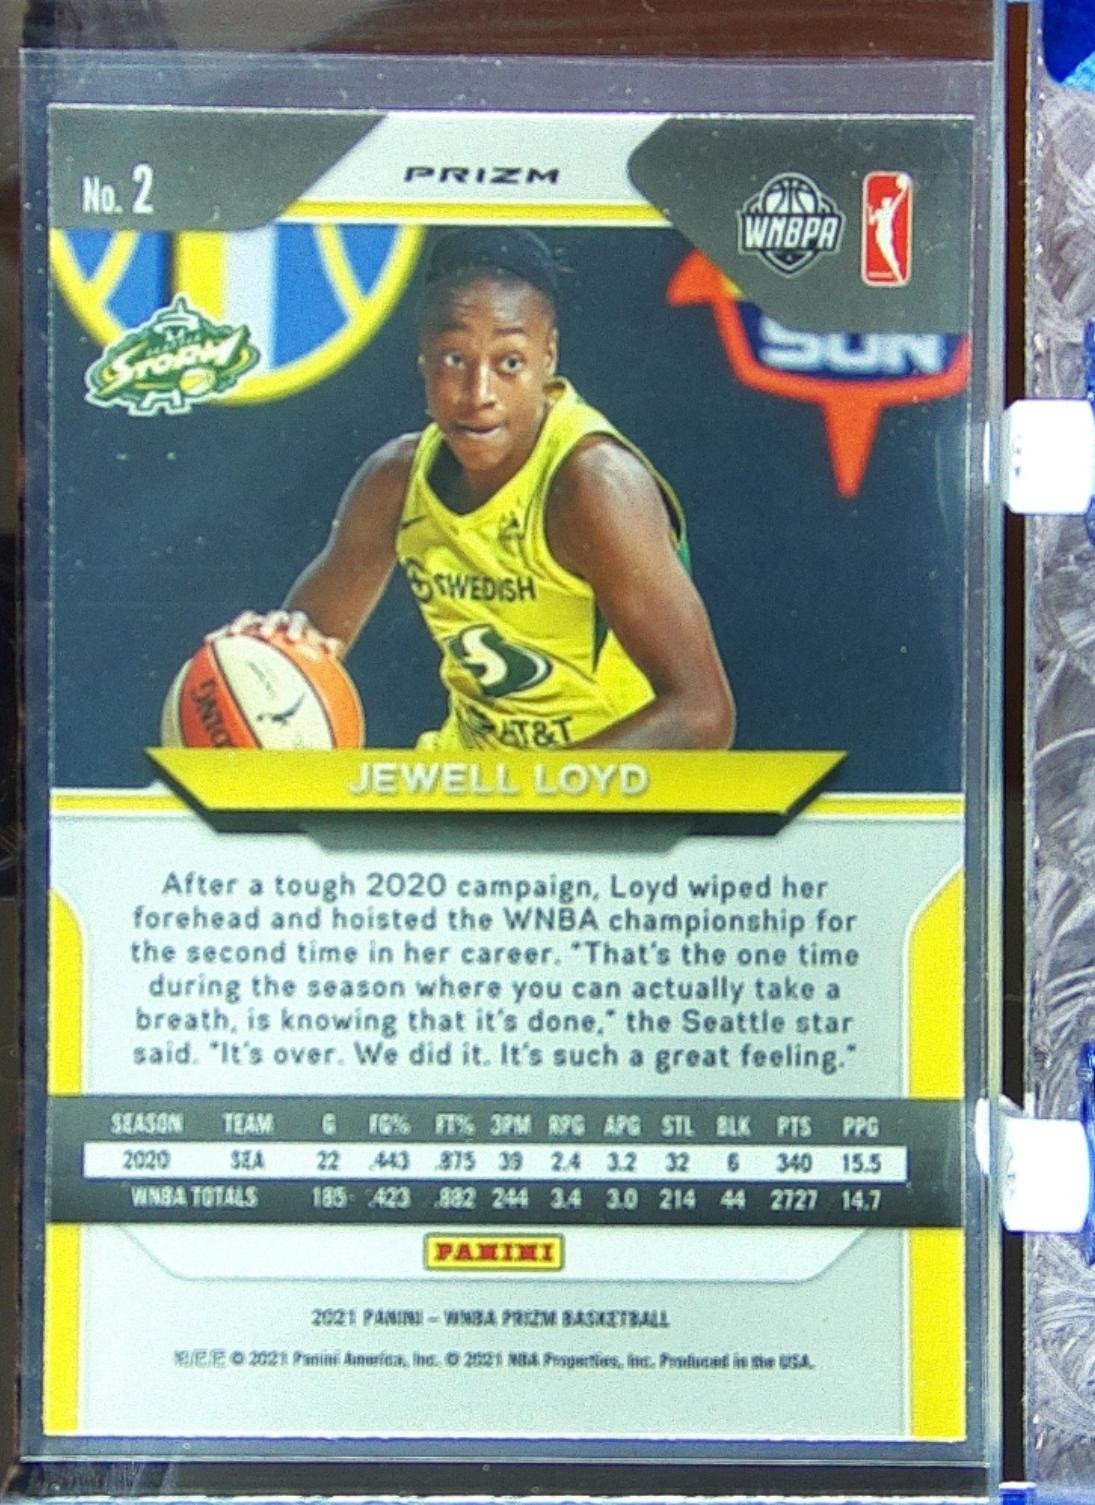 No. 2
PRIZM
WNBPA
STORM
SUN
SWEDISH
AT&T
JEWELL LOYD
After a tough 2020 campaign, Loyd wiped her
forehead and hoisted the WNBA championship for
the second time in her career. "That's the one time
during the season where you can actually take a
breath, is knowing that it's done," the Seattle star
said. "It's over. We did it. It's such a great feeling."
SEASON TEAM G FG% FT% 3PM RPG APG STL BLK PTS PPG
2020 SEA 22 .443 .875 39 2.4 3.2 32 6 340 15.5
WNBA TOTALS 185 .423 .882 244 3.4 3.0 214 44 2727 14.7
PANINI
2021 PANINI – WNBA PRIZM BASKETBALL
© 2021 Panini America, Inc. © 2021 NBA Properties, Inc. Produced in the USA.